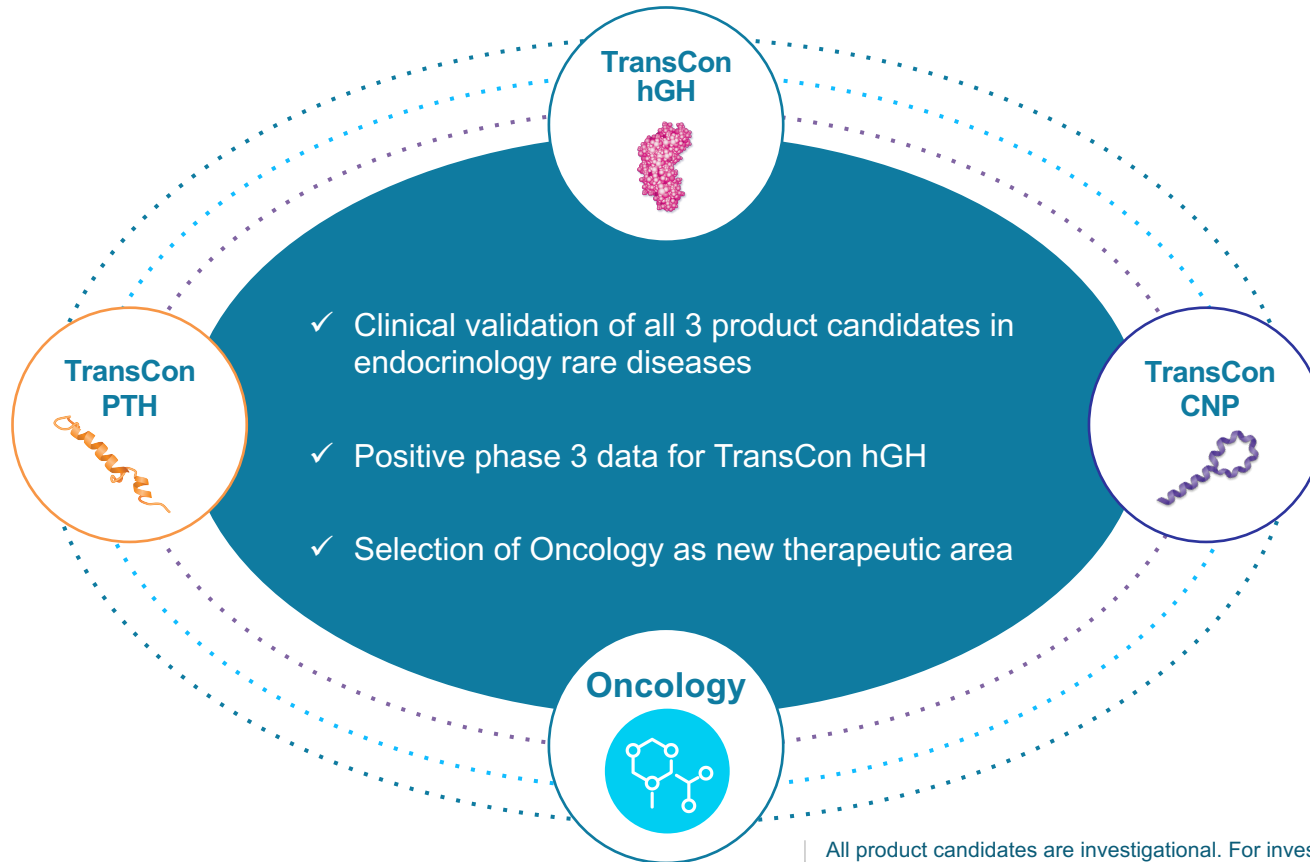 TransCon
hGH
✓ Clinical validation of all 3 product candidates in
endocrinology rare diseases
TransCon
PTH
TransCon
CNP
✓ Positive phase 3 data for TransCon hGH
✓ Selection of Oncology as new therapeutic area
Oncology
All product candidates are investigational. For inves